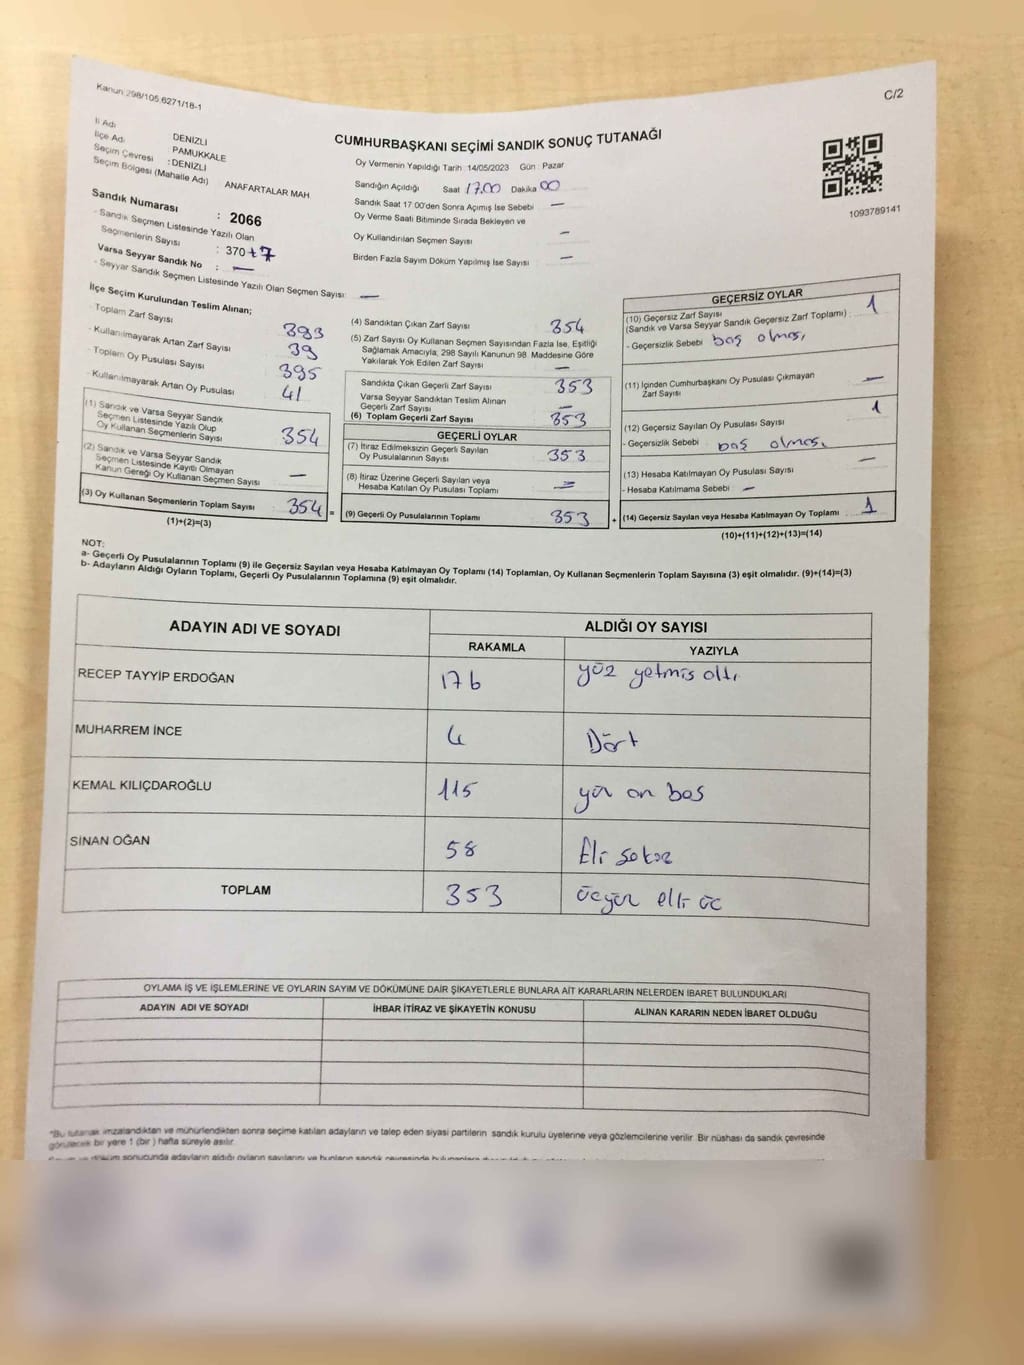 Kanun:298/105.6271/18-1
C/2
İl Adı DENİZLİ
İlçe Adı PAMUKKALE
Seçim Çevresi : DENİZLİ
Seçim Bölgesi (Mahalle Adı) ANAFARTALAR MAH
Sandık Numarası : 2066
- Sandık Seçmen Listesinde Yazılı Olan
Seçmenlerin Sayısı : 370 +7
Varsa Seyyar Sandık No : —
- Seyyar Sandık Seçmen Listesinde Yazılı Olan Seçmen Sayısı: —
CUMHURBAŞKANI SEÇİMİ SANDIK SONUÇ TUTANAĞI
Oy Vermenin Yapıldığı Tarih :14/05/2023 Gün : Pazar
Sandığın Açıldığı Saat 17.00 Dakika 00
Sandık Saat 17:00'den Sonra Açımış İse Sebebi —
Oy Verme Saati Bitiminde Sırada Bekleyen ve
Oy Kullandırılan Seçmen Sayısı —
Birden Fazla Sayım Döküm Yapılmış İse Sayısı —
1093789141
İlçe Seçim Kurulundan Teslim Alınan;
- Toplam Zarf Sayısı 393
- Kullanılmayarak Artan Zarf Sayısı 39
- Toplam Oy Pusulası Sayısı 395
- Kullanılmayarak Artan Oy Pusulası 41
(1) Sandık ve Varsa Seyyar Sandık
Seçmen Listesinde Yazılı Olup
Oy Kullanan Seçmenlerin Sayısı 354
(2) Sandık ve Varsa Seyyar Sandık
Seçmen Listesinde Kayıtlı Olmayan
Kanun Gereği Oy Kullanan Seçmen Sayısı —
(3) Oy Kullanan Seçmenlerin Toplam Sayısı 354 =
(1)+(2)=(3)
(4) Sandıktan Çıkan Zarf Sayısı 354
(5) Zarf Sayısı Oy Kullanan Seçmen Sayısından Fazla İse, Eşitliği
Sağlamak Amacıyla, 298 Sayılı Kanunun 98. Maddesine Göre
Yakılarak Yok Edilen Zarf Sayısı —
Sandıkta Çıkan Geçerli Zarf Sayısı 353
Varsa Seyyar Sandıktan Teslim Alınan
Geçerli Zarf Sayısı —
(6) Toplam Geçerli Zarf Sayısı 353
GEÇERLİ OYLAR
(7) İtiraz Edilmeksizin Geçerli Sayılan
Oy Pusulalarının Sayısı 353
(8) İtiraz Üzerine Geçerli Sayılan veya
Hesaba Katılan Oy Pusulası Toplamı =
(9) Geçerli Oy Pusulalarının Toplamı 353 +
GEÇERSİZ OYLAR
(10) Geçersiz Zarf Sayısı 1
(Sandık ve Varsa Seyyar Sandık Geçersiz Zarf Toplamı) :
- Geçersizlik Sebebi boş olması
(11) İçinden Cumhurbaşkanı Oy Pusulası Çıkmayan —
Zarf Sayısı
(12) Geçersiz Sayılan Oy Pusulası Sayısı 1
- Geçersizlik Sebebi boş olması
(13) Hesaba Katılmayan Oy Pusulası Sayısı —
- Hesaba Katılmama Sebebi —
(14) Geçersiz Sayılan veya Hesaba Katılmayan Oy Toplamı 1
(10)+(11)+(12)+(13)=(14)
NOT:
a- Geçerli Oy Pusulalarının Toplamı (9) ile Geçersiz Sayılan veya Hesaba Katılmayan Oy Toplamı (14) Toplamları, Oy Kullanan Seçmenlerin Toplam Sayısına (3) eşit olmalıdır. (9)+(14)=(3)
b- Adayların Aldığı Oyların Toplamı, Geçerli Oy Pusulalarının Toplamına (9) eşit olmalıdır.
ADAYIN ADI VE SOYADI ALDIĞI OY SAYISI
RAKAMLA YAZIYLA
RECEP TAYYİP ERDOĞAN 176 yüz yetmis altı
MUHARREM İNCE 4 Dört
KEMAL KILIÇDAROĞLU 115 yüz on beş
SİNAN OĞAN 58 Elli sekiz
TOPLAM 353 üçyüz elli üç
OYLAMA İŞ VE İŞLEMLERİNE VE OYLARIN SAYIM VE DÖKÜMÜNE DAİR ŞİKAYETLERLE BUNLARA AİT KARARLARIN NELERDEN İBARET BULUNDUKLARI
ADAYIN ADI VE SOYADI İHBAR İTİRAZ VE ŞİKAYETİN KONUSU ALINAN KARARIN NEDEN İBARET OLDUĞU
*Bu tutanak imzalandıktan ve mühürlendikten sonra seçime katılan adayların ve talep eden siyasi partilerin sandık kurulu üyelerine veya gözlemcilerine verilir. Bir nüshası da sandık çevresinde
görülecek bir yere 1 (bir ) hafta süreyle asılır.
döküm sonucunda adayların aldığı oyların sayılarını ve bunların sandık çevresinde